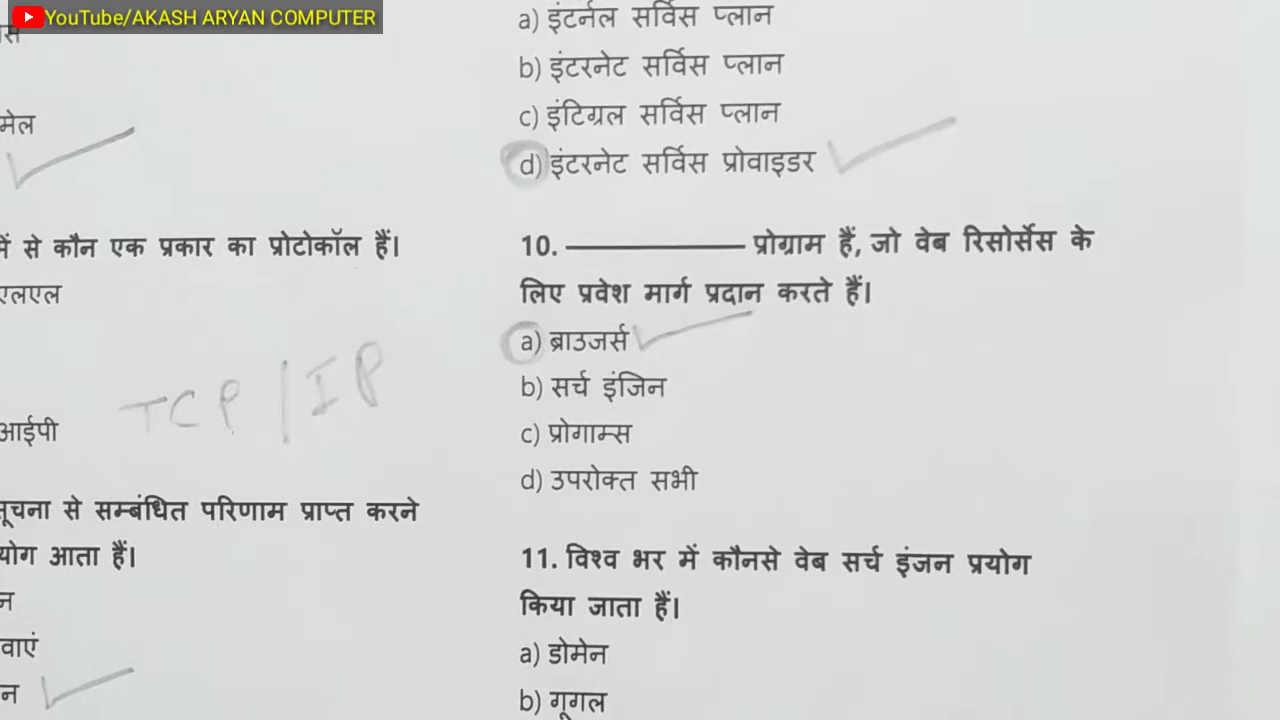 YouTube/AKASH ARYAN COMPUTER
मेल
में से कौन एक प्रकार का प्रोटोकॉल हैं।
एलएल
TCP / IP
आईपी
सूचना से सम्बंधित परिणाम प्राप्त करने
योग आता हैं।
न
वाएं
न
a) इंटर्नल सर्विस प्लान
b) इंटरनेट सर्विस प्लान
c) इंटिग्रल सर्विस प्लान
d) इंटरनेट सर्विस प्रोवाइडर
10. ———— प्रोग्राम हैं, जो वेब रिसोर्सेस के
लिए प्रवेश मार्ग प्रदान करते हैं।
a) ब्राउजर्स
b) सर्च इंजिन
c) प्रोगाम्स
d) उपरोक्त सभी
11. विश्व भर में कौनसे वेब सर्च इंजन प्रयोग
किया जाता हैं।
a) डोमेन
b) गूगल